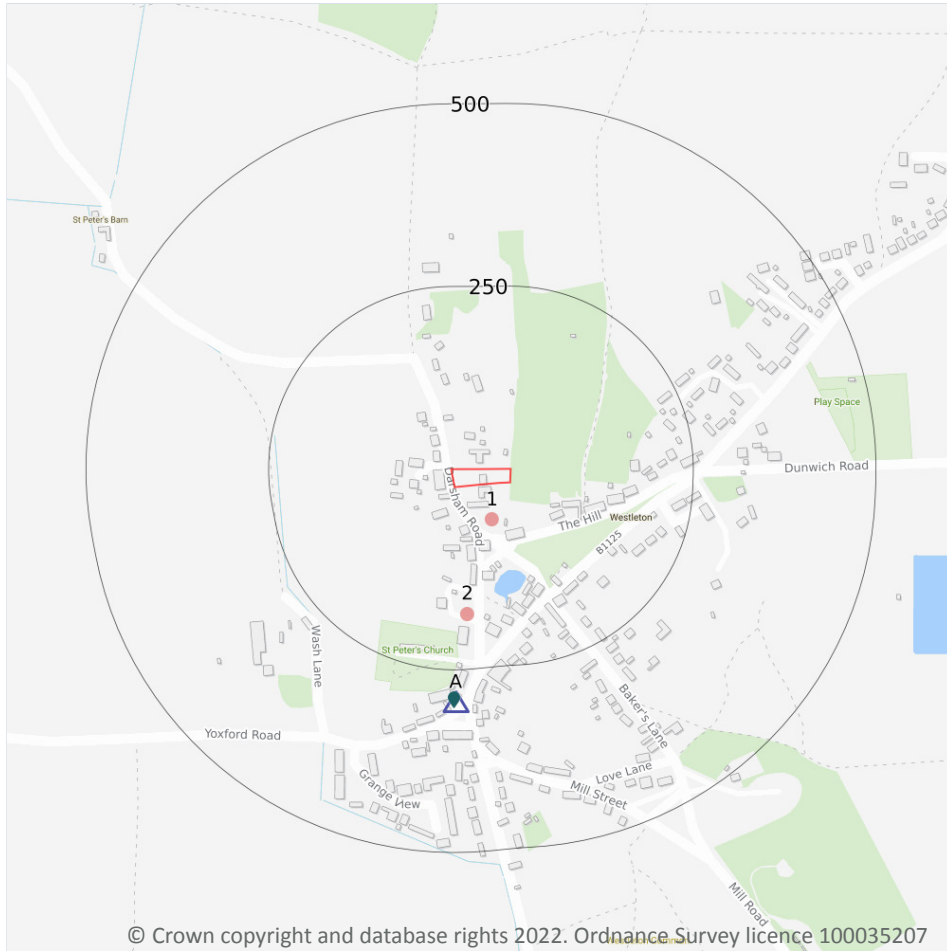 500
St Peter's Barn
250
Play Space
Dunwich Road
Darsham Road
1
The Hill
Westleton
B1125
2
St Peter's Church
Wash Lane
A
Baker's Lane
Yoxford Road
Love Lane
Grange View
Mill Street
Mill Road
© Crown copyright and database rights 2022. Ordnance Survey licence 100035207